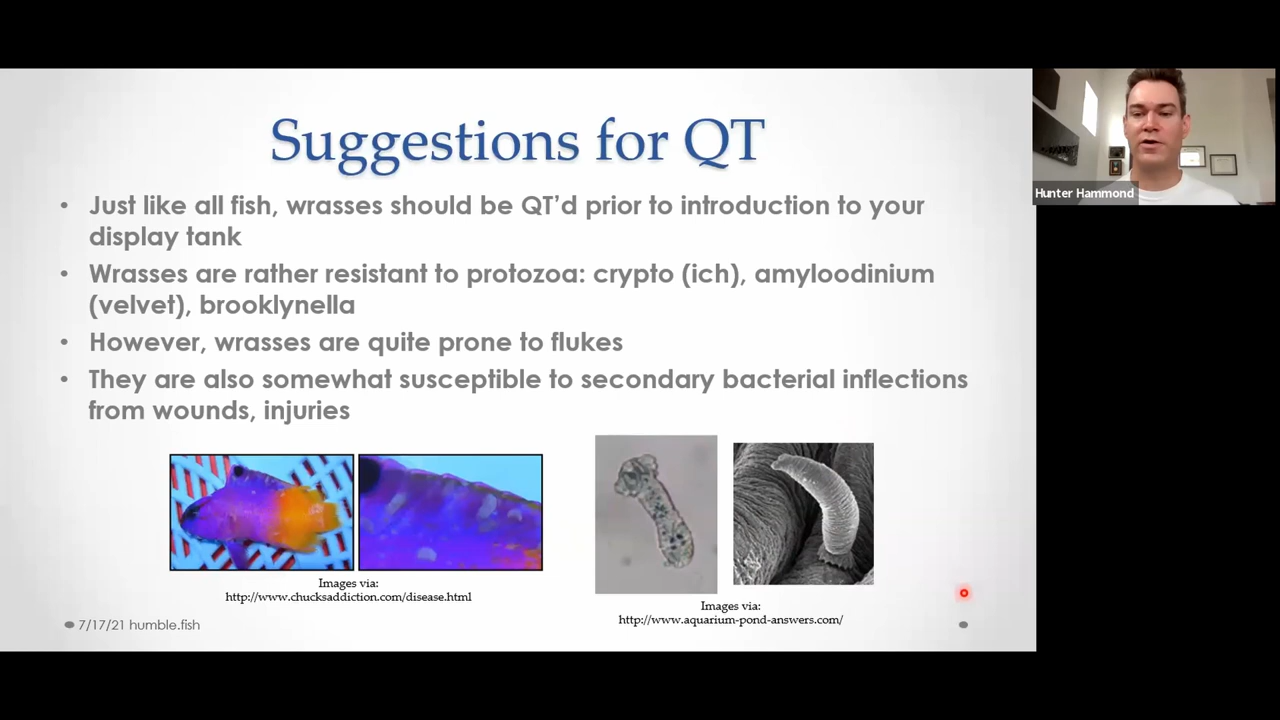 Suggestions for QT
• Just like all fish, wrasses should be QT’d prior to introduction to your
display tank
• Wrasses are rather resistant to protozoa: crypto (ich), amyloodinium
(velvet), brooklynella
• However, wrasses are quite prone to flukes
• They are also somewhat susceptible to secondary bacterial inflections
from wounds, injuries
Images via:
http://www.chucksaddiction.com/disease.html
Images via:
http://www.aquarium-pond-answers.com/
7/17/21 humble.fish
Hunter Hammond